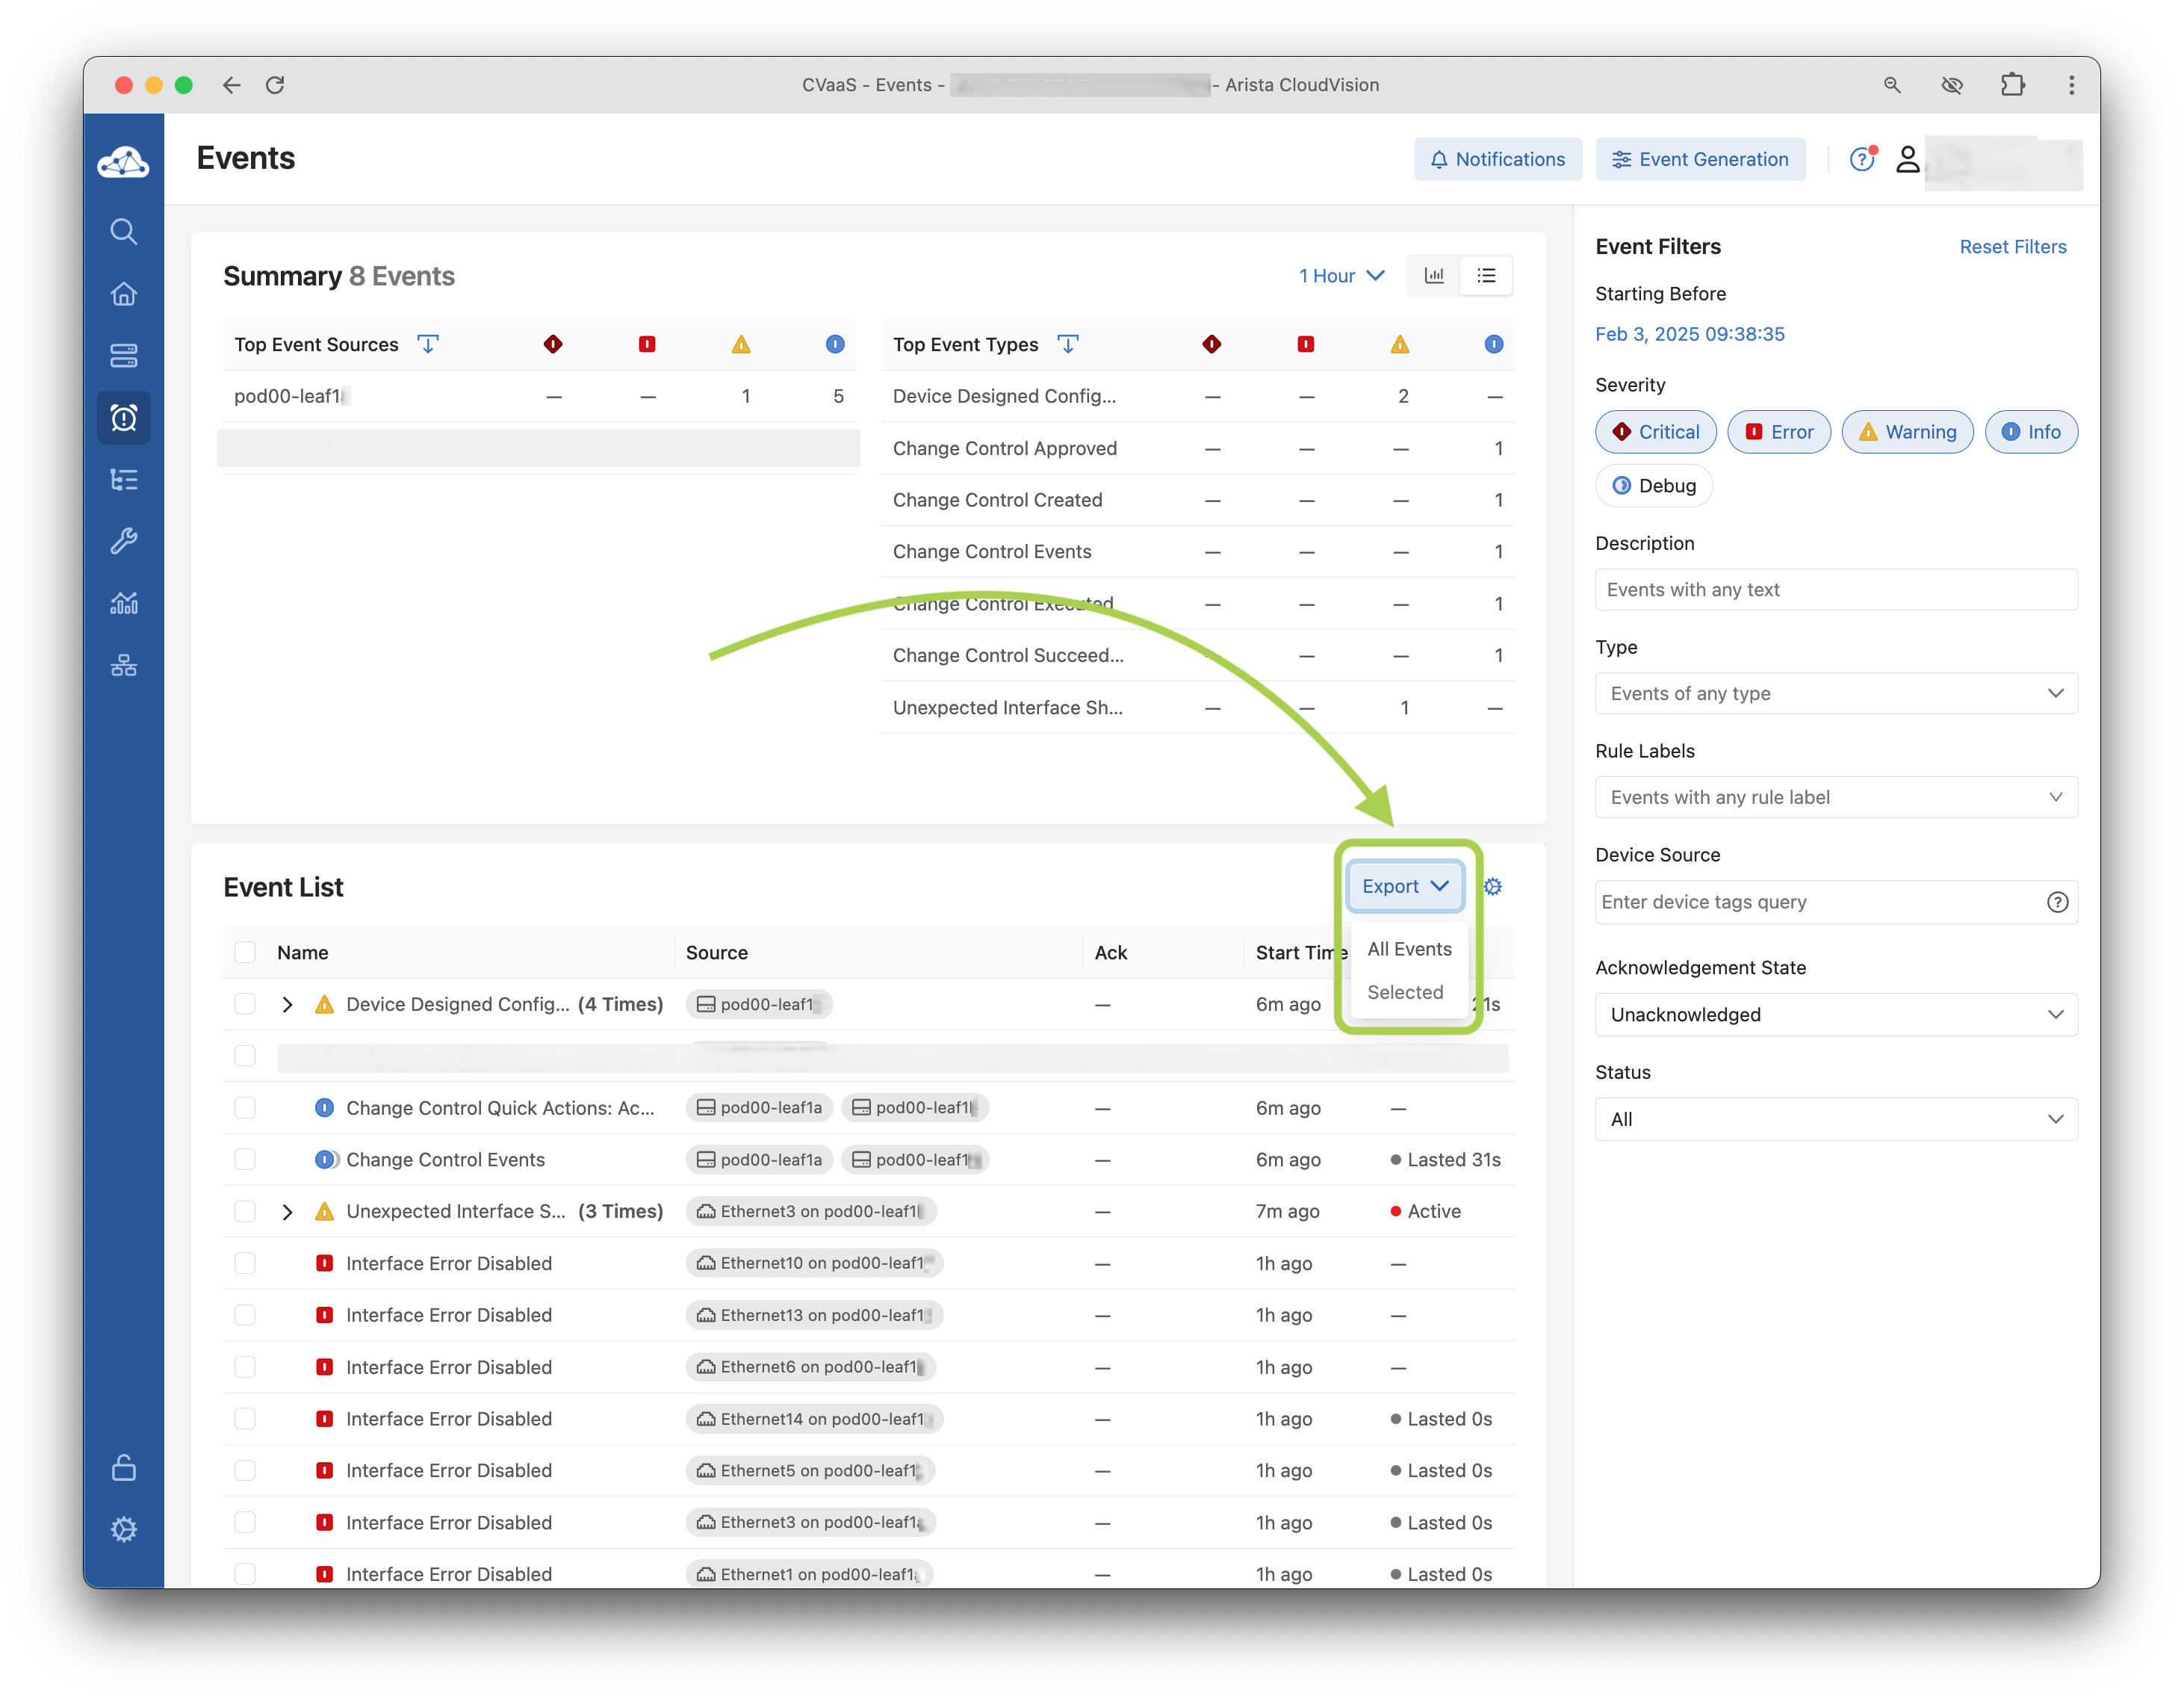 CVaaS - Events - - Arista CloudVision
Events
Notifications
Event Generation
Summary 8 Events
1 Hour
Top Event Sources
pod00-leaf1
— — 1 5
Top Event Types
Device Designed Config... — — 2 —
Change Control Approved — — — 1
Change Control Created — — — 1
Change Control Events — — — 1
Change Control Executed — — — 1
Change Control Succeed... — — — 1
Unexpected Interface Sh... — — 1 —
Event List
Export
All Events
Selected
Name Source Ack Start Time
Device Designed Config... (4 Times) pod00-leaf1 — 6m ago 21s
Change Control Quick Actions: Ac... pod00-leaf1a pod00-leaf1 — 6m ago —
Change Control Events pod00-leaf1a pod00-leaf1 — 6m ago Lasted 31s
Unexpected Interface S... (3 Times) Ethernet3 on pod00-leaf1 — 7m ago Active
Interface Error Disabled Ethernet10 on pod00-leaf1 — 1h ago —
Interface Error Disabled Ethernet13 on pod00-leaf1 — 1h ago —
Interface Error Disabled Ethernet6 on pod00-leaf1 — 1h ago —
Interface Error Disabled Ethernet14 on pod00-leaf1 — 1h ago Lasted 0s
Interface Error Disabled Ethernet5 on pod00-leaf1 — 1h ago Lasted 0s
Interface Error Disabled Ethernet3 on pod00-leaf1 — 1h ago Lasted 0s
Interface Error Disabled Ethernet1 on pod00-leaf1 — 1h ago Lasted 0s
Event Filters
Reset Filters
Starting Before
Feb 3, 2025 09:38:35
Severity
Critical Error Warning Info
Debug
Description
Events with any text
Type
Events of any type
Rule Labels
Events with any rule label
Device Source
Enter device tags query
Acknowledgement State
Unacknowledged
Status
All